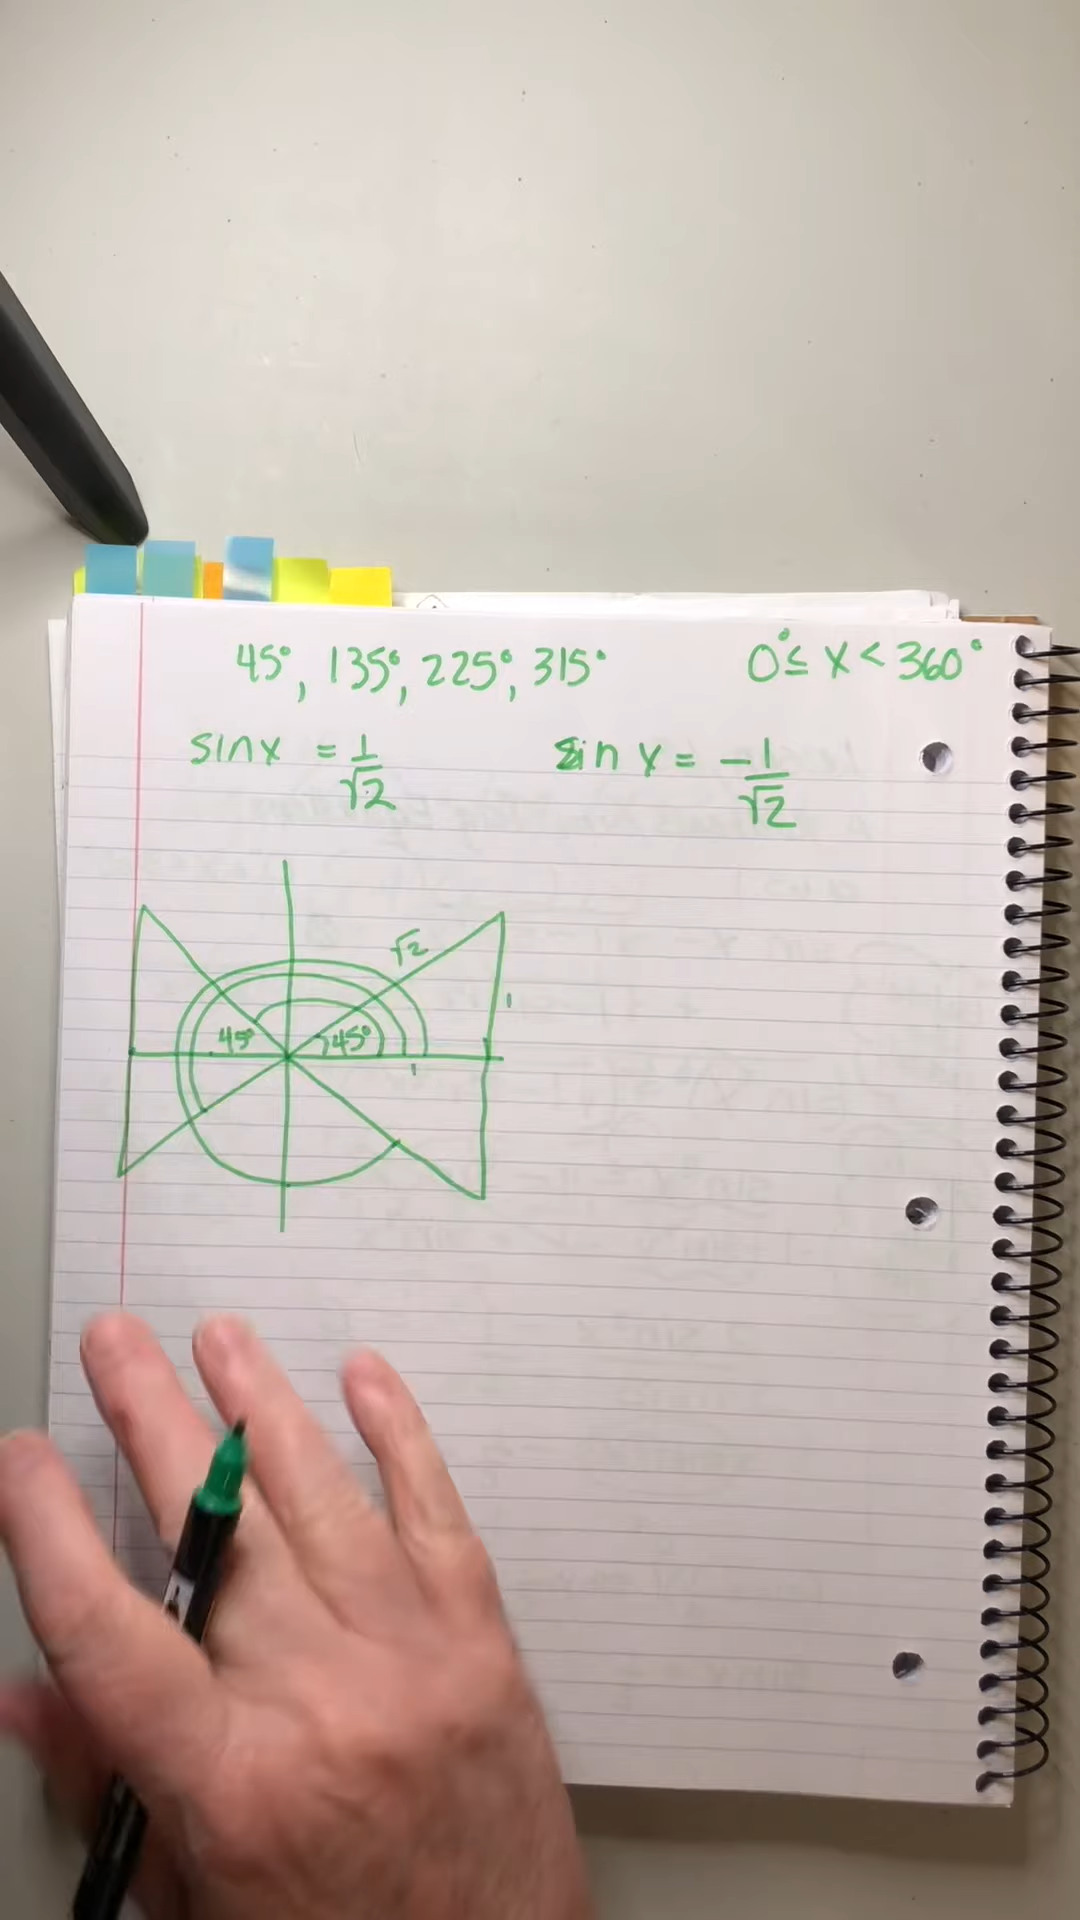 45°, 135°, 225°, 315° 0° ≤ x < 360°
sin x = 1/√2 sin x = -1/√2
√2
1
45° 45°
1